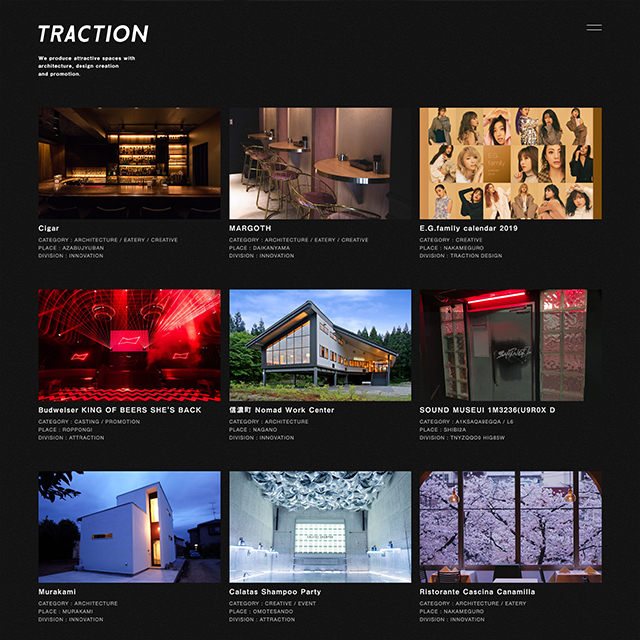 TRACTION
We produce attractive spaces with
architecture, design creation
and promotion.
E.G. family
Cigar
CATEGORY : ARCHITECTURE / EATERY / CREATIVE
PLACE : AZABUJYUBAN
DIVISION : INNOVATION
MARGOTH
CATEGORY : ARCHITECTURE / EATERY / CREATIVE
PLACE : DAIKANYAMA
DIVISION : INNOVATION
E.G.family calendar 2019
CATEGORY : CREATIVE
PLACE : NAKAMEGURO
DIVISION : TRACTION DESIGN
Budweiser KING OF BEERS SHE'S BACK
CATEGORY : CASTING / PROMOTION
PLACE : ROPPONGI
DIVISION : ATTRACTION
信濃町 Nomad Work Center
CATEGORY : ARCHITECTURE
PLACE : NAGANO
DIVISION : INNOVATION
SOUND MUSEUI 1M3236(U9R0X D
CATEGORY : A1KSAQA9EGQA / L6
PLACE : SHIBI2A
DIVISION : TNYZQQOS HIG8SW
Murakami
CATEGORY : ARCHITECTURE
PLACE : MURAKAMI
DIVISION : INNOVATION
Calatas Shampoo Party
CATEGORY : CREATIVE / EVENT
PLACE : OMOTESANDO
DIVISION : ATTRACTION
Ristorante Cascina Canamilla
CATEGORY : ARCHITECTURE / EATERY
PLACE : NAKAMEGURO
DIVISION : INNOVATION